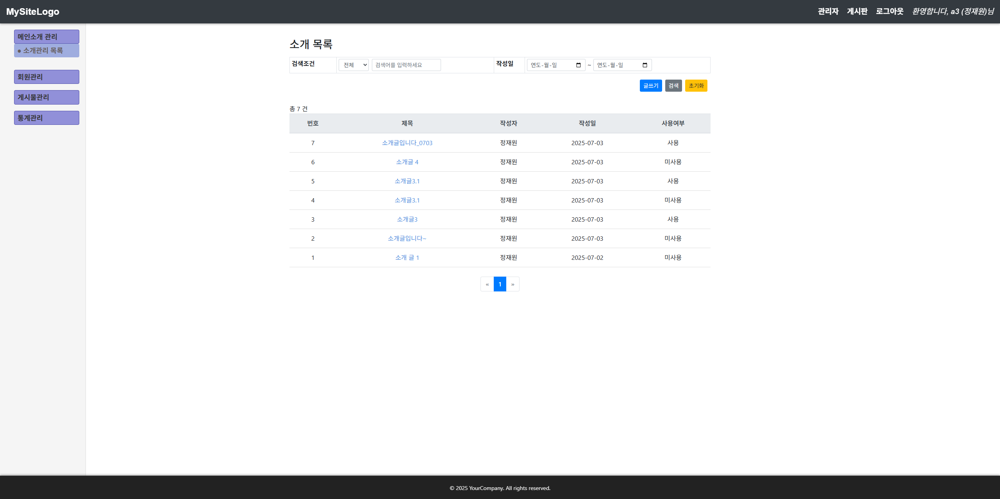 MySiteLogo
관리자 게시판 로그아웃 환영합니다, a3 (정재원)님
메인소개 관리
● 소개관리 목록
회원관리
게시물관리
통계관리
소개 목록
검색조건 전체 검색어를 입력하세요 작성일 연도-월-일 ~ 연도-월-일
글쓰기 검색 초기화
총 7 건
번호 제목 작성자 작성일 사용여부
7 소개글입니다_0703 정재원 2025-07-03 사용
6 소개글 4 정재원 2025-07-03 미사용
5 소개글3.1 정재원 2025-07-03 사용
4 소개글3.1 정재원 2025-07-03 미사용
3 소개글3 정재원 2025-07-03 사용
2 소개글입니다~ 정재원 2025-07-03 미사용
1 소개 글 1 정재원 2025-07-02 미사용
« 1 »
© 2025 YourCompany. All rights reserved.